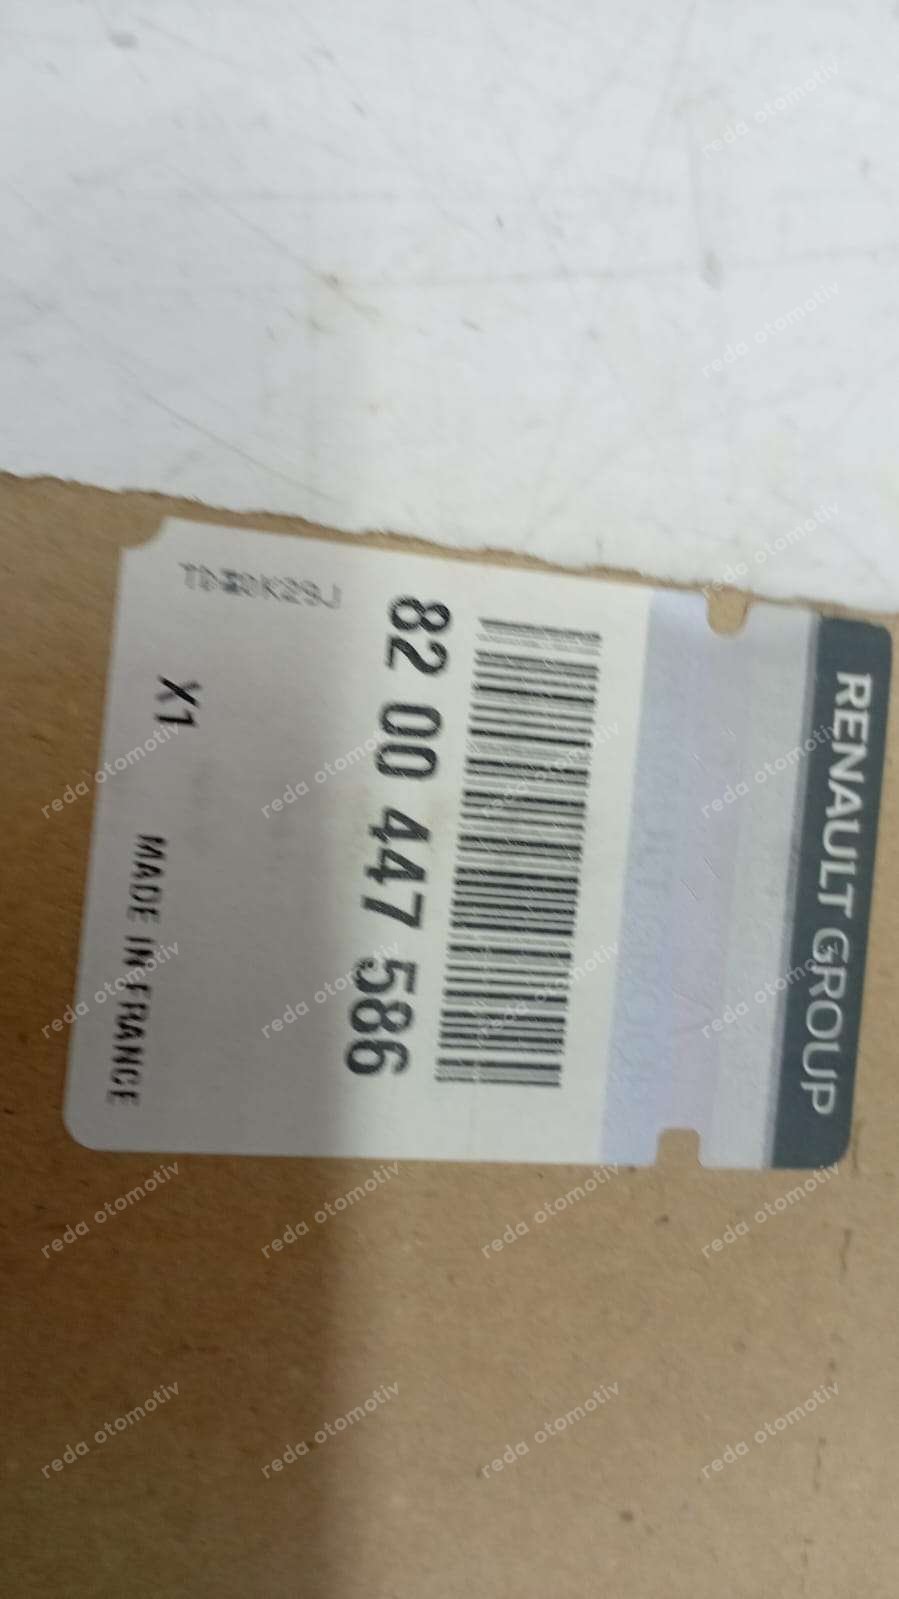 RENAULT GROUP
82 00 447 586
X1 MADE IN FRANCE
reda otomotiv